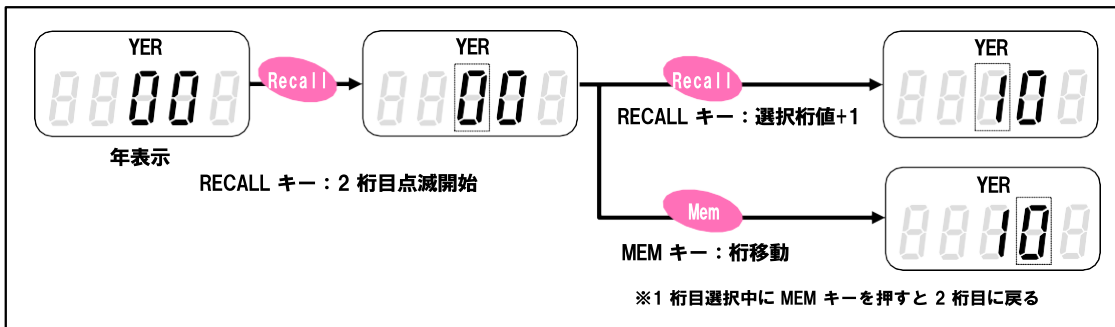 YER
00
Recall
YER
00
Recall
YER
10
年表示
RECALL キー：2 桁目点滅開始
RECALL キー：選択桁値+1
Mem
YER
10
MEM キー：桁移動
※1 桁目選択中に MEM キーを押すと 2 桁目に戻る